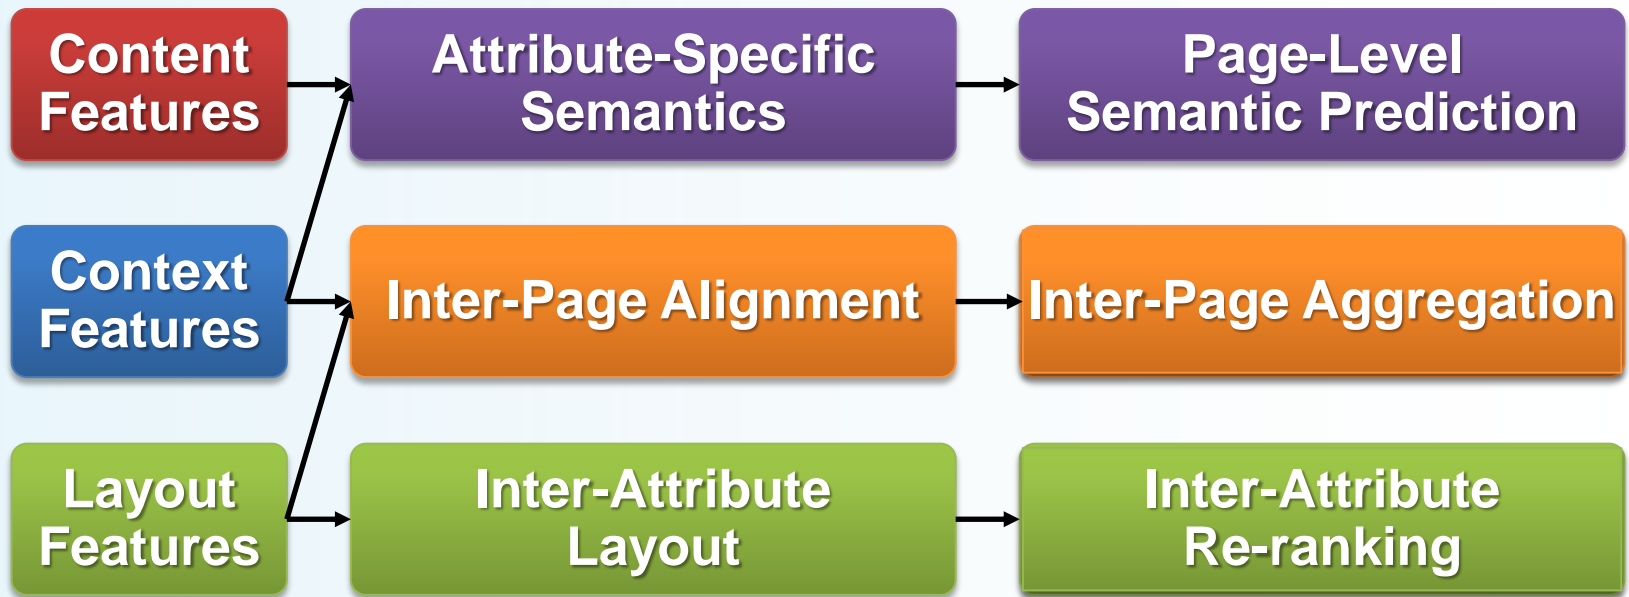 Content
Features
Attribute-Specific
Semantics
Page-Level
Semantic Prediction
Context
Features
Inter-Page Alignment
Inter-Page Aggregation
Layout
Features
Inter-Attribute
Layout
Inter-Attribute
Re-ranking